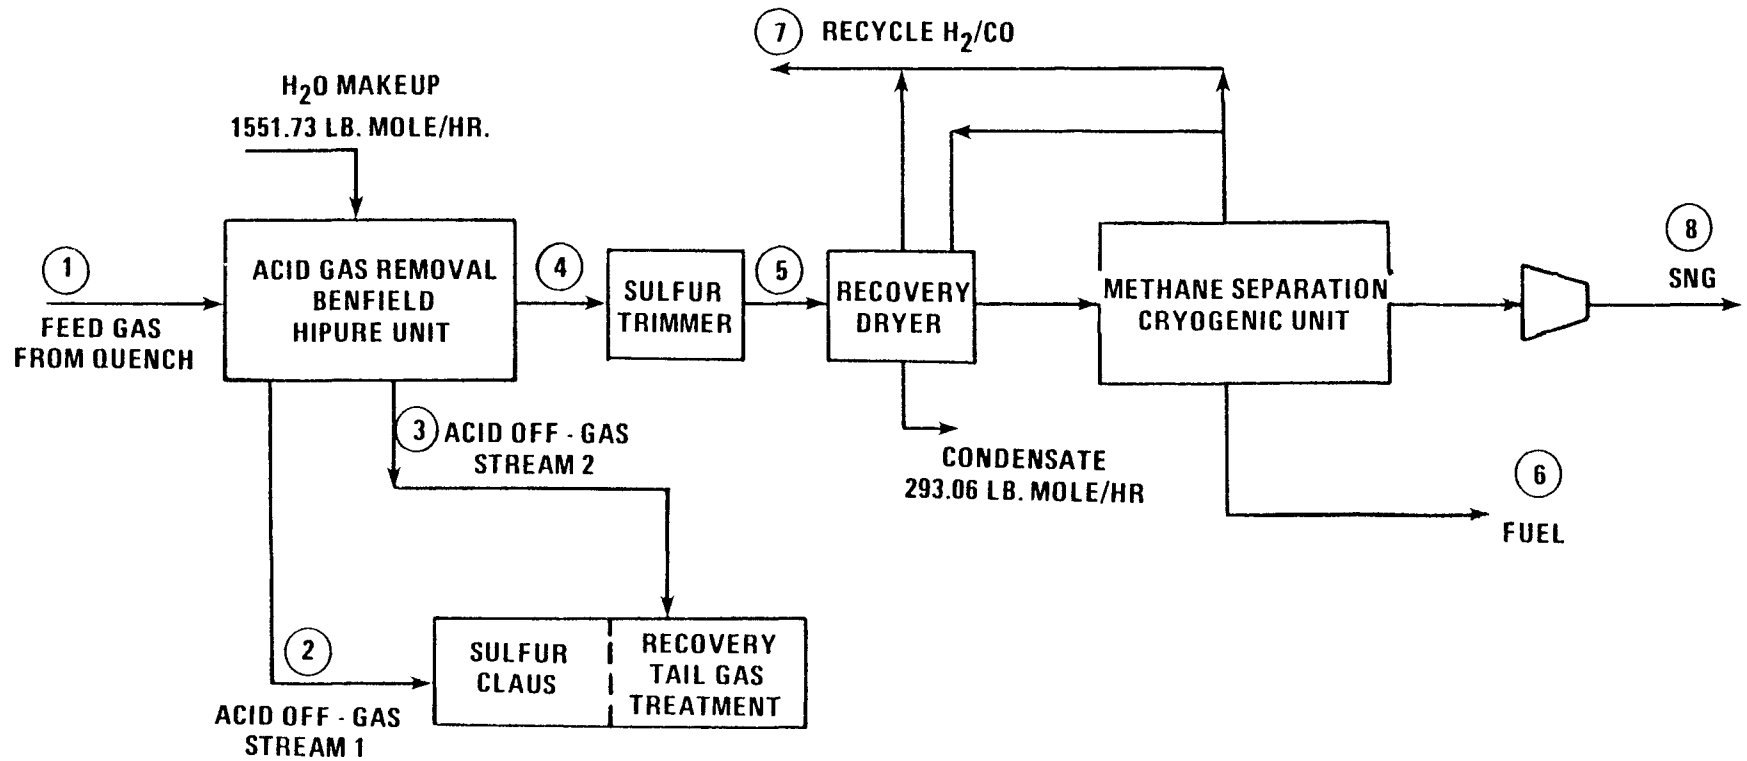 7 RECYCLE H2/CO
H2O MAKEUP
1551.73 LB. MOLE/HR.
1
FEED GAS
FROM QUENCH
ACID GAS REMOVAL
BENFIELD
HIPURE UNIT
4
SULFUR
TRIMMER
5
RECOVERY
DRYER
METHANE SEPARATION
CRYOGENIC UNIT
8
SNG
3 ACID OFF - GAS
STREAM 2
CONDENSATE
293.06 LB. MOLE/HR
6
FUEL
2
ACID OFF - GAS
STREAM 1
SULFUR
CLAUS
RECOVERY
TAIL GAS
TREATMENT